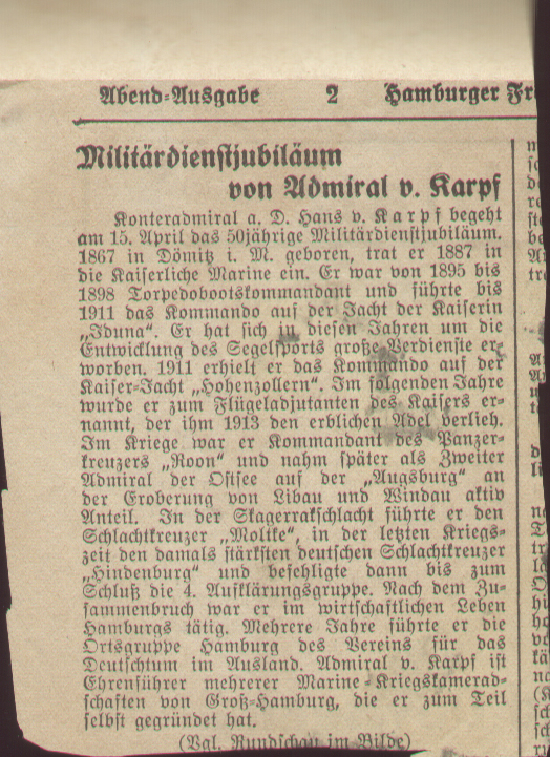 Abend-Ausgabe 2 Hamburger
Militärdienstjubiläum
von Admiral v. Karpf
Konteradmiral a. D. Hans v. Karpf begeht
am 15. April das 50jährige Militärdienstjubiläum.
1867 in Dömitz i. M. geboren, trat er 1887 in
die Kaiserliche Marine ein. Er war von 1895 bis
1898 Torpedobootskommandant und führte bis
1911 das Kommando auf der Jacht der Kaiserin
„Iduna“. Er hat sich in diesen Jahren um die
Entwicklung des Segelsports große Verdienste er-
worben. 1911 erhielt er das Kommando auf der
Kaiser-Jacht „Hohenzollern“. Im folgenden Jahre
wurde er zum Flügeladjutanten des Kaisers er-
nannt, der ihm 1913 den erblichen Adel verlieh.
Im Kriege war er Kommandant des Panzer-
kreuzers „Roon“ und nahm später als Zweiter
Admiral der Ostsee auf der „Augsburg“ an
der Eroberung von Libau und Windau aktiv
Anteil. In der Skagerrakschlacht führte er den
Schlachtkreuzer „Moltke“, in der letzten Kriegs-
zeit den damals stärksten deutschen Schlachtkreuzer
„Hindenburg“ und befehligte dann bis zum
Schluß die 4. Aufklärungsgruppe. Nach dem Zu-
sammenbruch war er im wirtschaftlichen Leben
Hamburgs tätig. Mehrere Jahre führte er die
Ortsgruppe Hamburg des Vereins für das
Deutschtum im Ausland. Admiral v. Karpf ist
Ehrenführer mehrerer Marine-Kriegskamerad-
schaften von Groß-Hamburg, die er zum Teil
selbst gegründet hat.
(Vgl. Rundschau im Bilde)